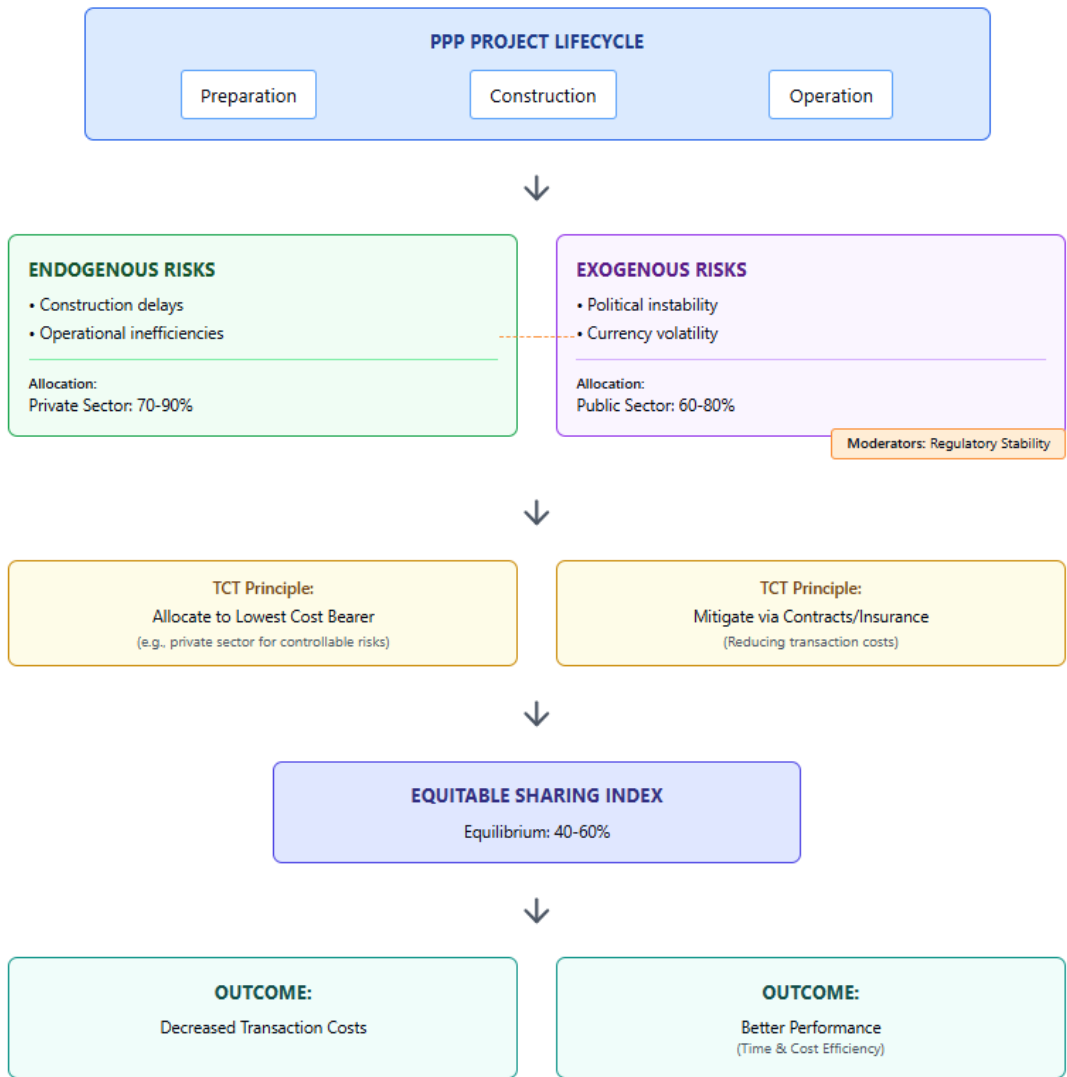 PPP PROJECT LIFECYCLE
Preparation
Construction
Operation
ENDOGENOUS RISKS
• Construction delays
• Operational inefficiencies
Allocation:
Private Sector: 70-90%
EXOGENOUS RISKS
• Political instability
• Currency volatility
Allocation:
Public Sector: 60-80%
Moderators: Regulatory Stability
TCT Principle:
Allocate to Lowest Cost Bearer
(e.g., private sector for controllable risks)
TCT Principle:
Mitigate via Contracts/Insurance
(Reducing transaction costs)
EQUITABLE SHARING INDEX
Equilibrium: 40-60%
OUTCOME:
Decreased Transaction Costs
OUTCOME:
Better Performance
(Time & Cost Efficiency)